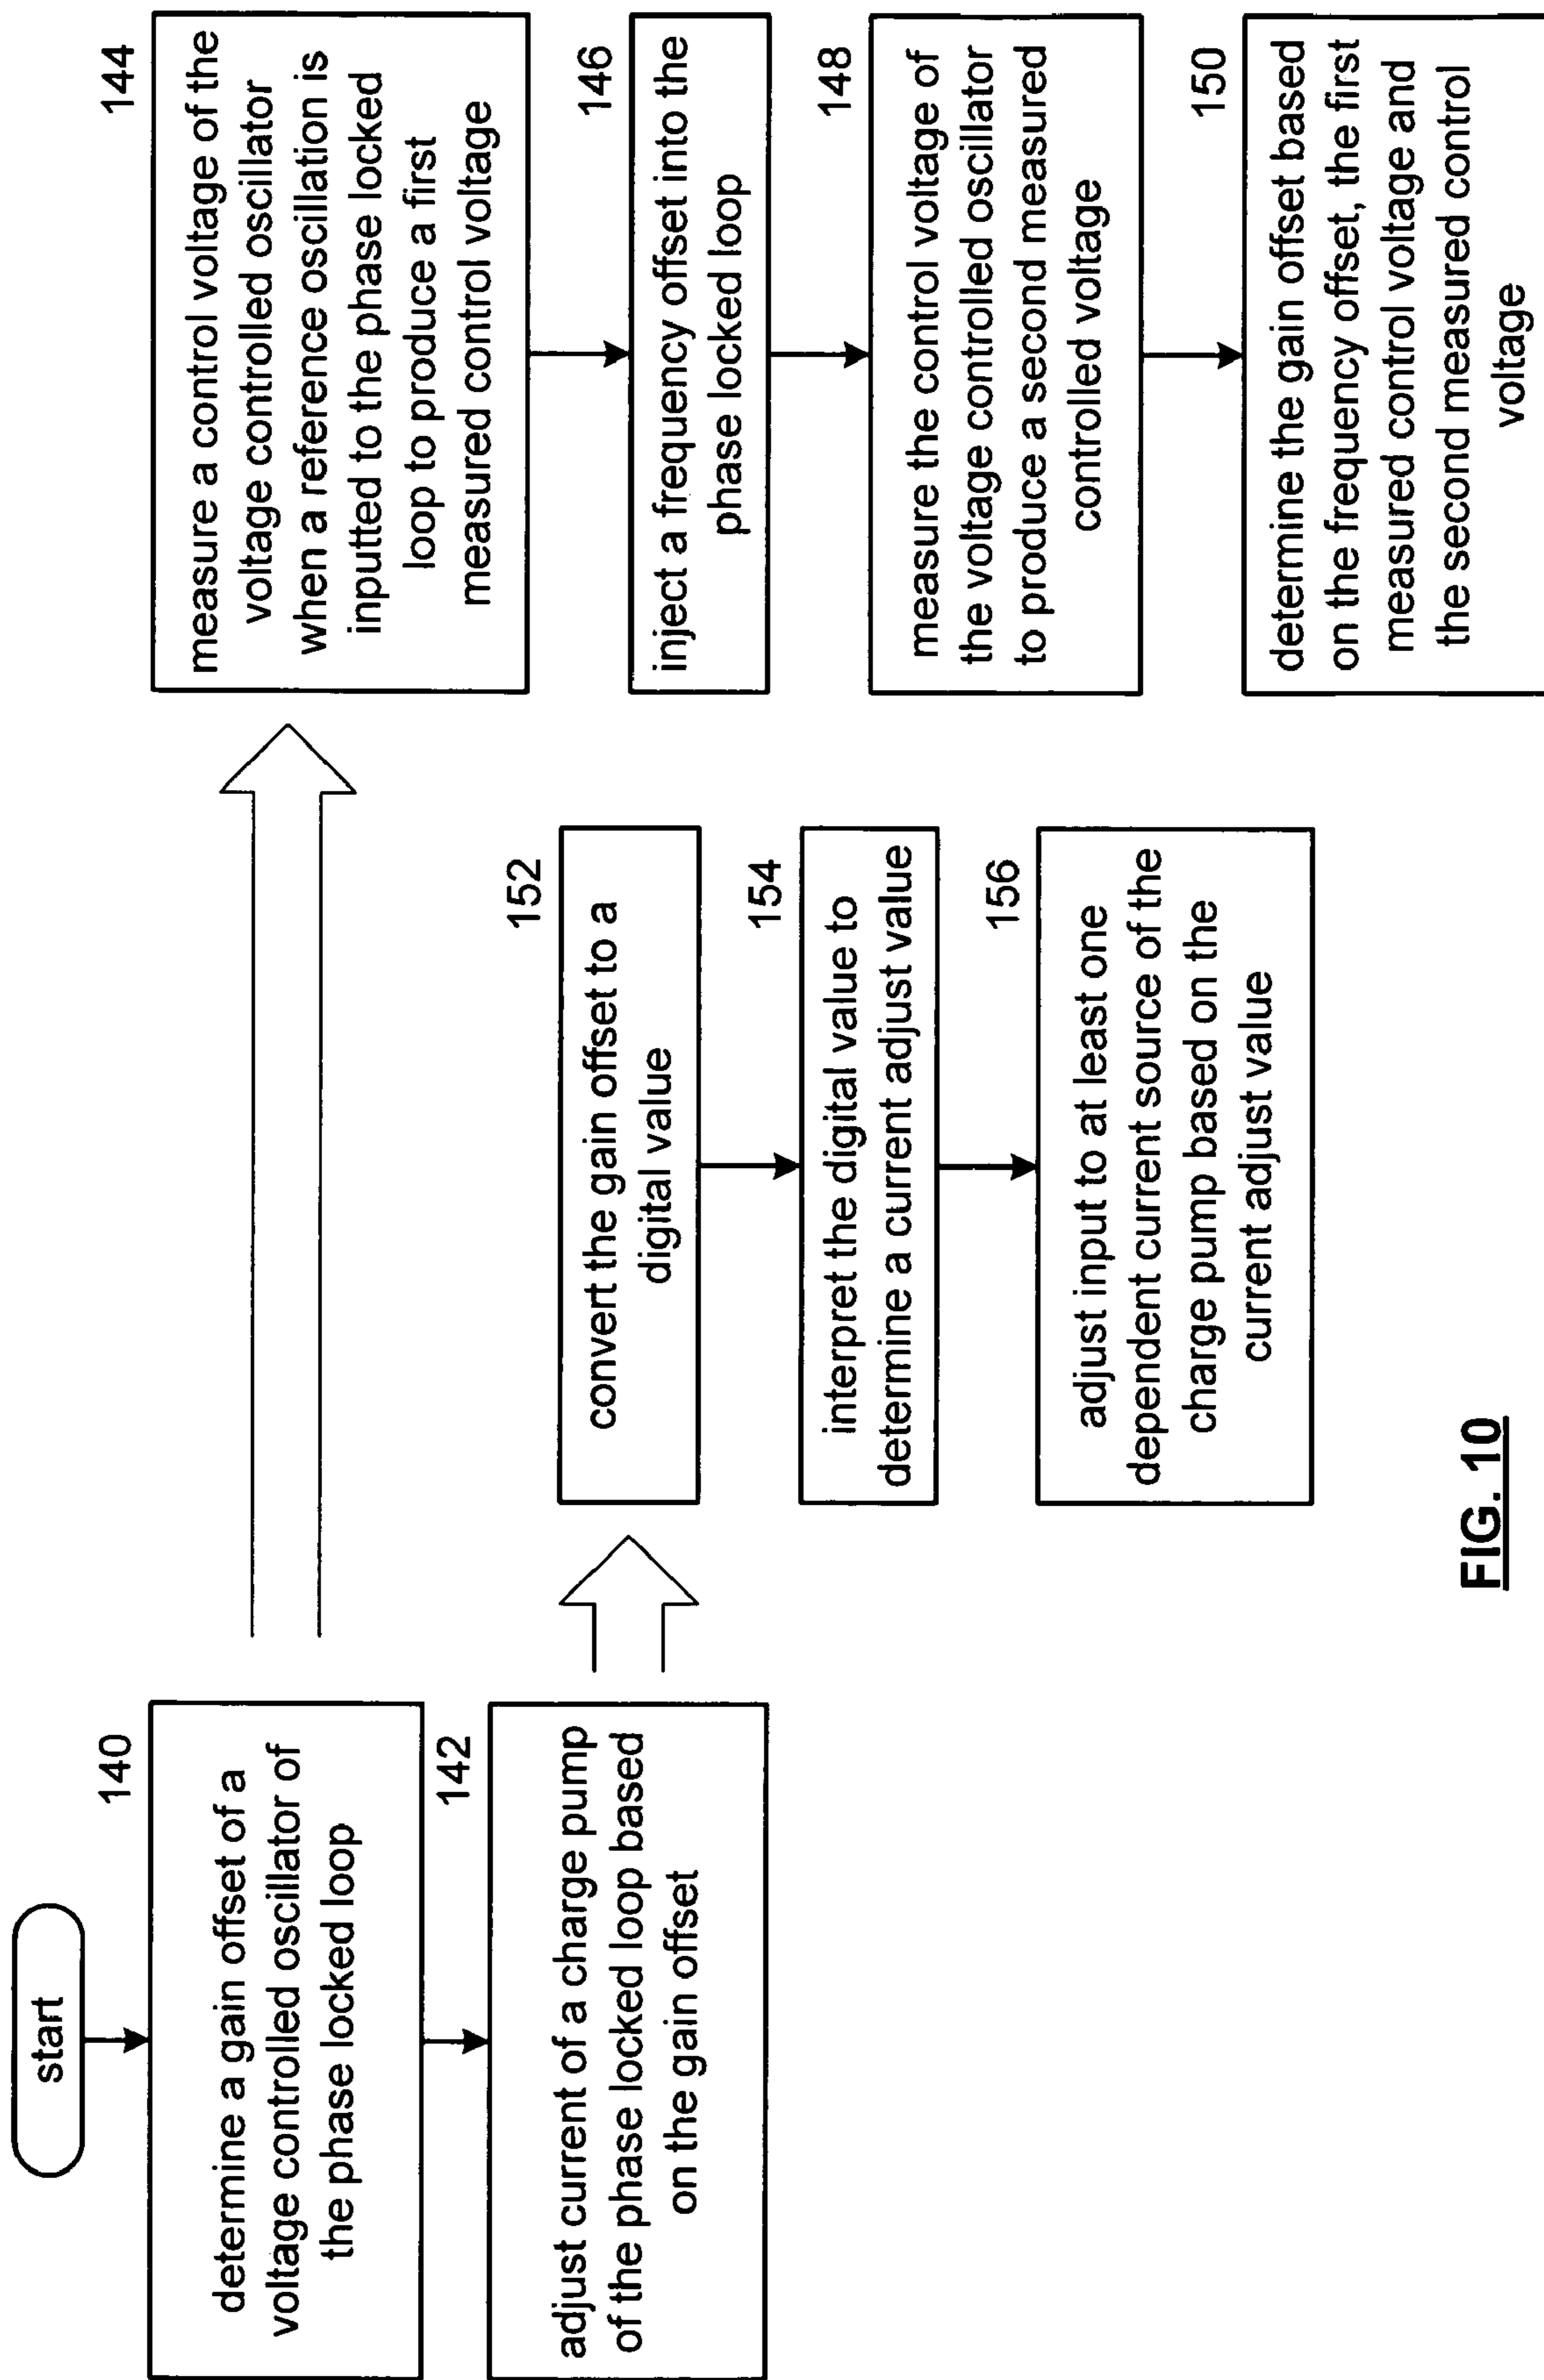 start
140
determine a gain offset of a
voltage controlled oscillator of
the phase locked loop
142
adjust current of a charge pump
of the phase locked loop based
on the gain offset
144
measure a control voltage of the
voltage controlled oscillator
when a reference oscillation is
inputted to the phase locked
loop to produce a first
measured control voltage
146
inject a frequency offset into the
phase locked loop
148
measure the control voltage of
the voltage controlled oscillator
to produce a second measured
controlled voltage
150
determine the gain offset based
on the frequency offset, the first
measured control voltage and
the second measured control
voltage
152
convert the gain offset to a
digital value
154
interpret the digital value to
determine a current adjust value
156
adjust input to at least one
dependent current source of the
charge pump based on the
current adjust value
FIG. 10